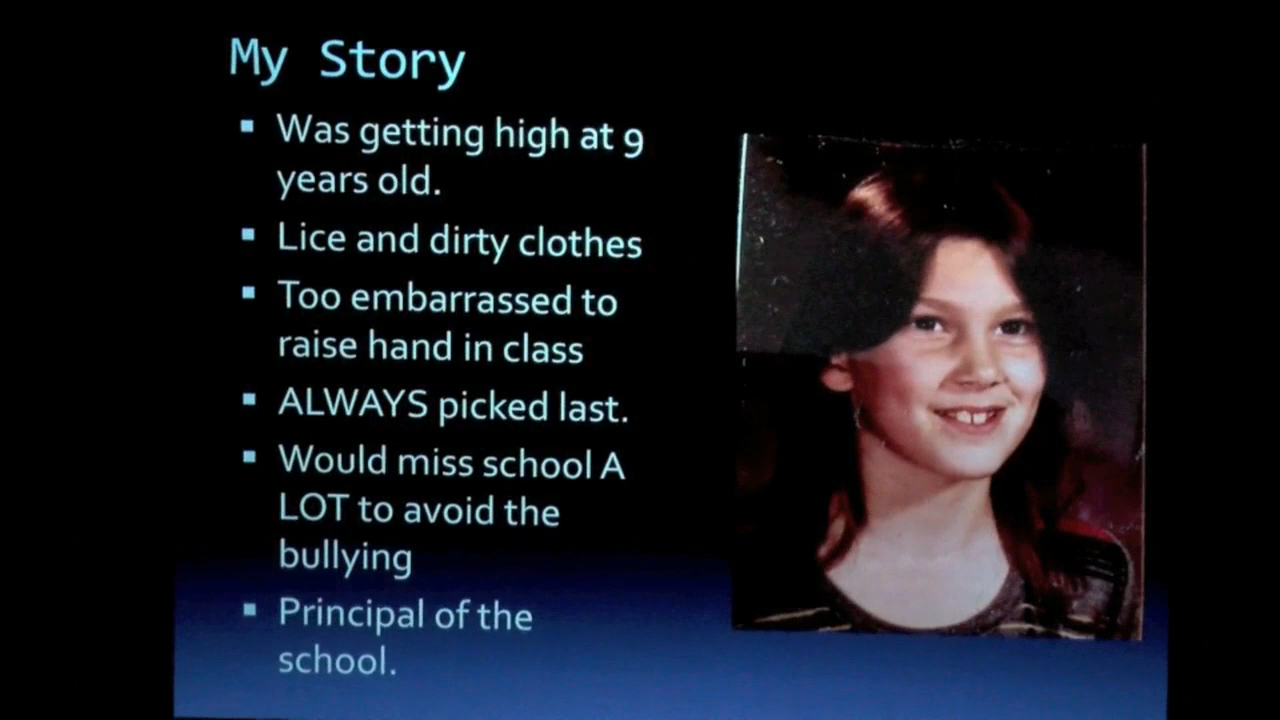 My Story
Was getting high at 9
years old.
Lice and dirty clothes
Too embarrassed to
raise hand in class
ALWAYS picked last.
Would miss school A
LOT to avoid the
bullying
Principal of the
school.